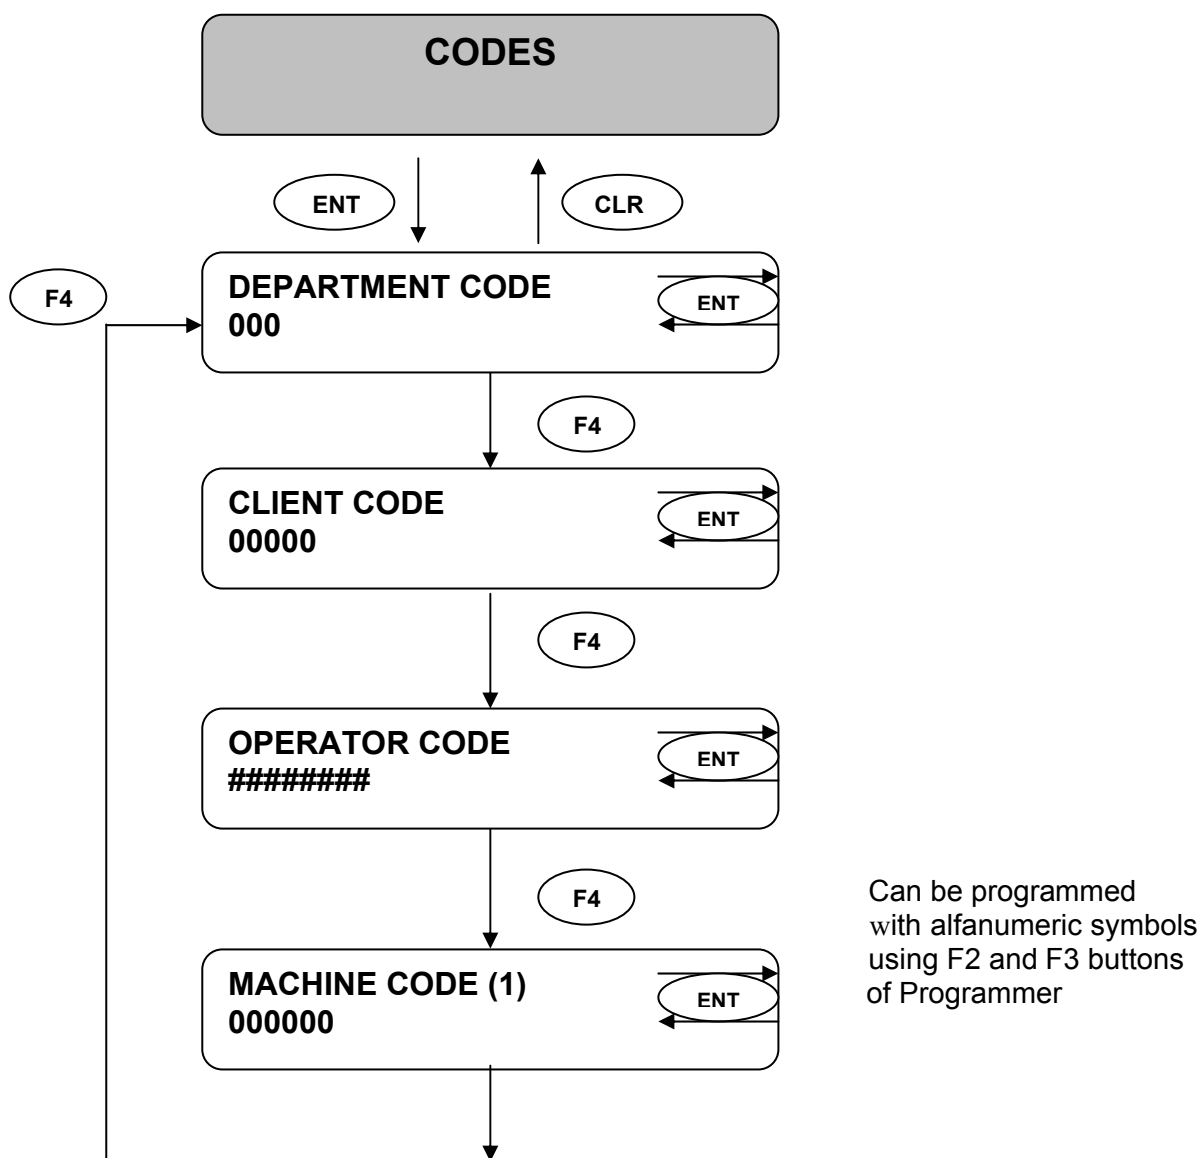 CODES
ENT
CLR
F4
DEPARTMENT CODE
000
ENT
F4
CLIENT CODE
00000
ENT
F4
OPERATOR CODE
########
ENT
F4
MACHINE CODE (1)
000000
ENT
Can be programmed
with alfanumeric symbols
using F2 and F3 buttons
of Programmer